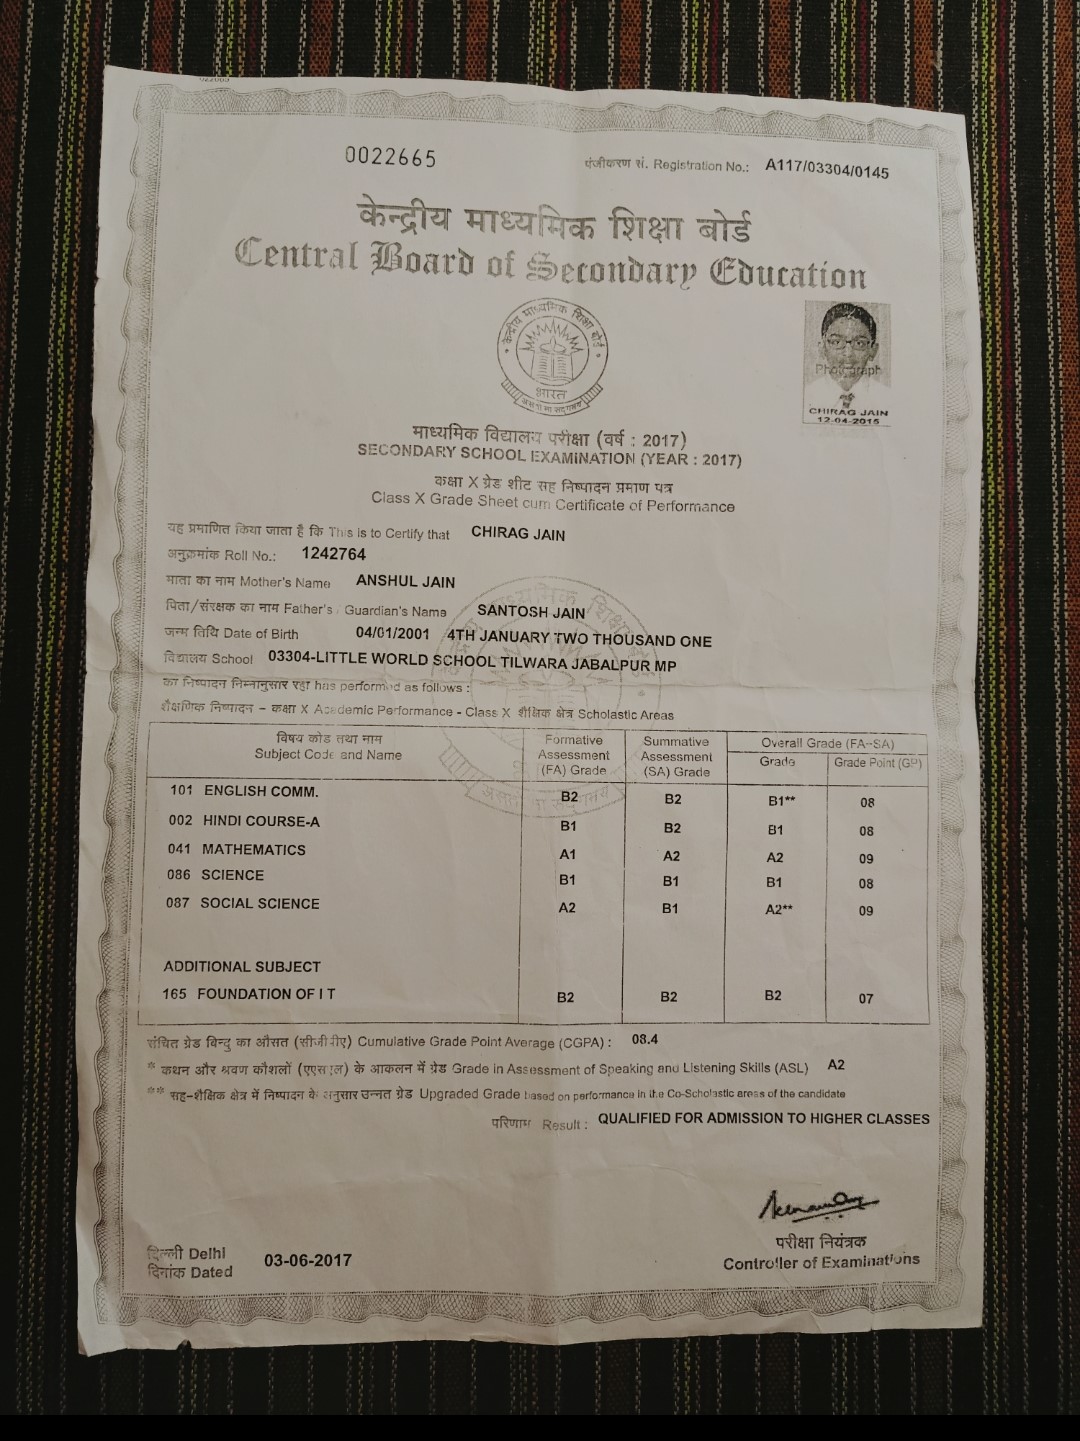 0022665
पंजीकरण सं. Registration No.: A117/03304/0145
केन्द्रीय माध्यमिक शिक्षा बोर्ड
Central Board of Secondary Education
केन्द्रीय माध्यमिक शिक्षा बोर्ड
भारत
Photograph
CHIRAG JAIN
12-04-2015
माध्यमिक विद्यालय परीक्षा (वर्ष : 2017)
SECONDARY SCHOOL EXAMINATION (YEAR : 2017)
कक्षा X ग्रेड शीट सह निष्पादन प्रमाण पत्र
Class X Grade Sheet cum Certificate of Performance
यह प्रमाणित किया जाता है कि This is to Certify that CHIRAG JAIN
अनुक्रमांक Roll No.: 1242764
माता का नाम Mother's Name ANSHUL JAIN
पिता/संरक्षक का नाम Father's / Guardian's Name SANTOSH JAIN
जन्म तिथि Date of Birth 04/01/2001 4TH JANUARY TWO THOUSAND ONE
विद्यालय School 03304-LITTLE WORLD SCHOOL TILWARA JABALPUR MP
का निष्पादन निम्नानुसार रहा has performed as follows :
शैक्षणिक निष्पादन - कक्षा X Academic Performance - Class X शैक्षिक क्षेत्र Scholastic Areas
विषय कोड तथा नाम
Subject Code and Name
Formative Assessment (FA) Grade
Summative Assessment (SA) Grade
Overall Grade (FA+SA)
Grade
Grade Point (GP)
101 ENGLISH COMM. B2 B2 B1** 08
002 HINDI COURSE-A B1 B2 B1 08
041 MATHEMATICS A1 A2 A2 09
086 SCIENCE B1 B1 B1 08
087 SOCIAL SCIENCE A2 B1 A2** 09
ADDITIONAL SUBJECT
165 FOUNDATION OF I T B2 B2 B2 07
संचित ग्रेड बिन्दु का औसत (सीजीपीए) Cumulative Grade Point Average (CGPA) : 08.4
* कथन और श्रवण कौशलों (एएसएल) के आकलन में ग्रेड Grade in Assessment of Speaking and Listening Skills (ASL) A2
** सह-शैक्षिक क्षेत्र में निष्पादन के अनुसार उन्नत ग्रेड Upgraded Grade based on performance in the Co-Scholastic areas of the candidate
परिणाम Result : QUALIFIED FOR ADMISSION TO HIGHER CLASSES
परीक्षा नियंत्रक
Controller of Examinations
दिल्ली Delhi
दिनांक Dated 03-06-2017